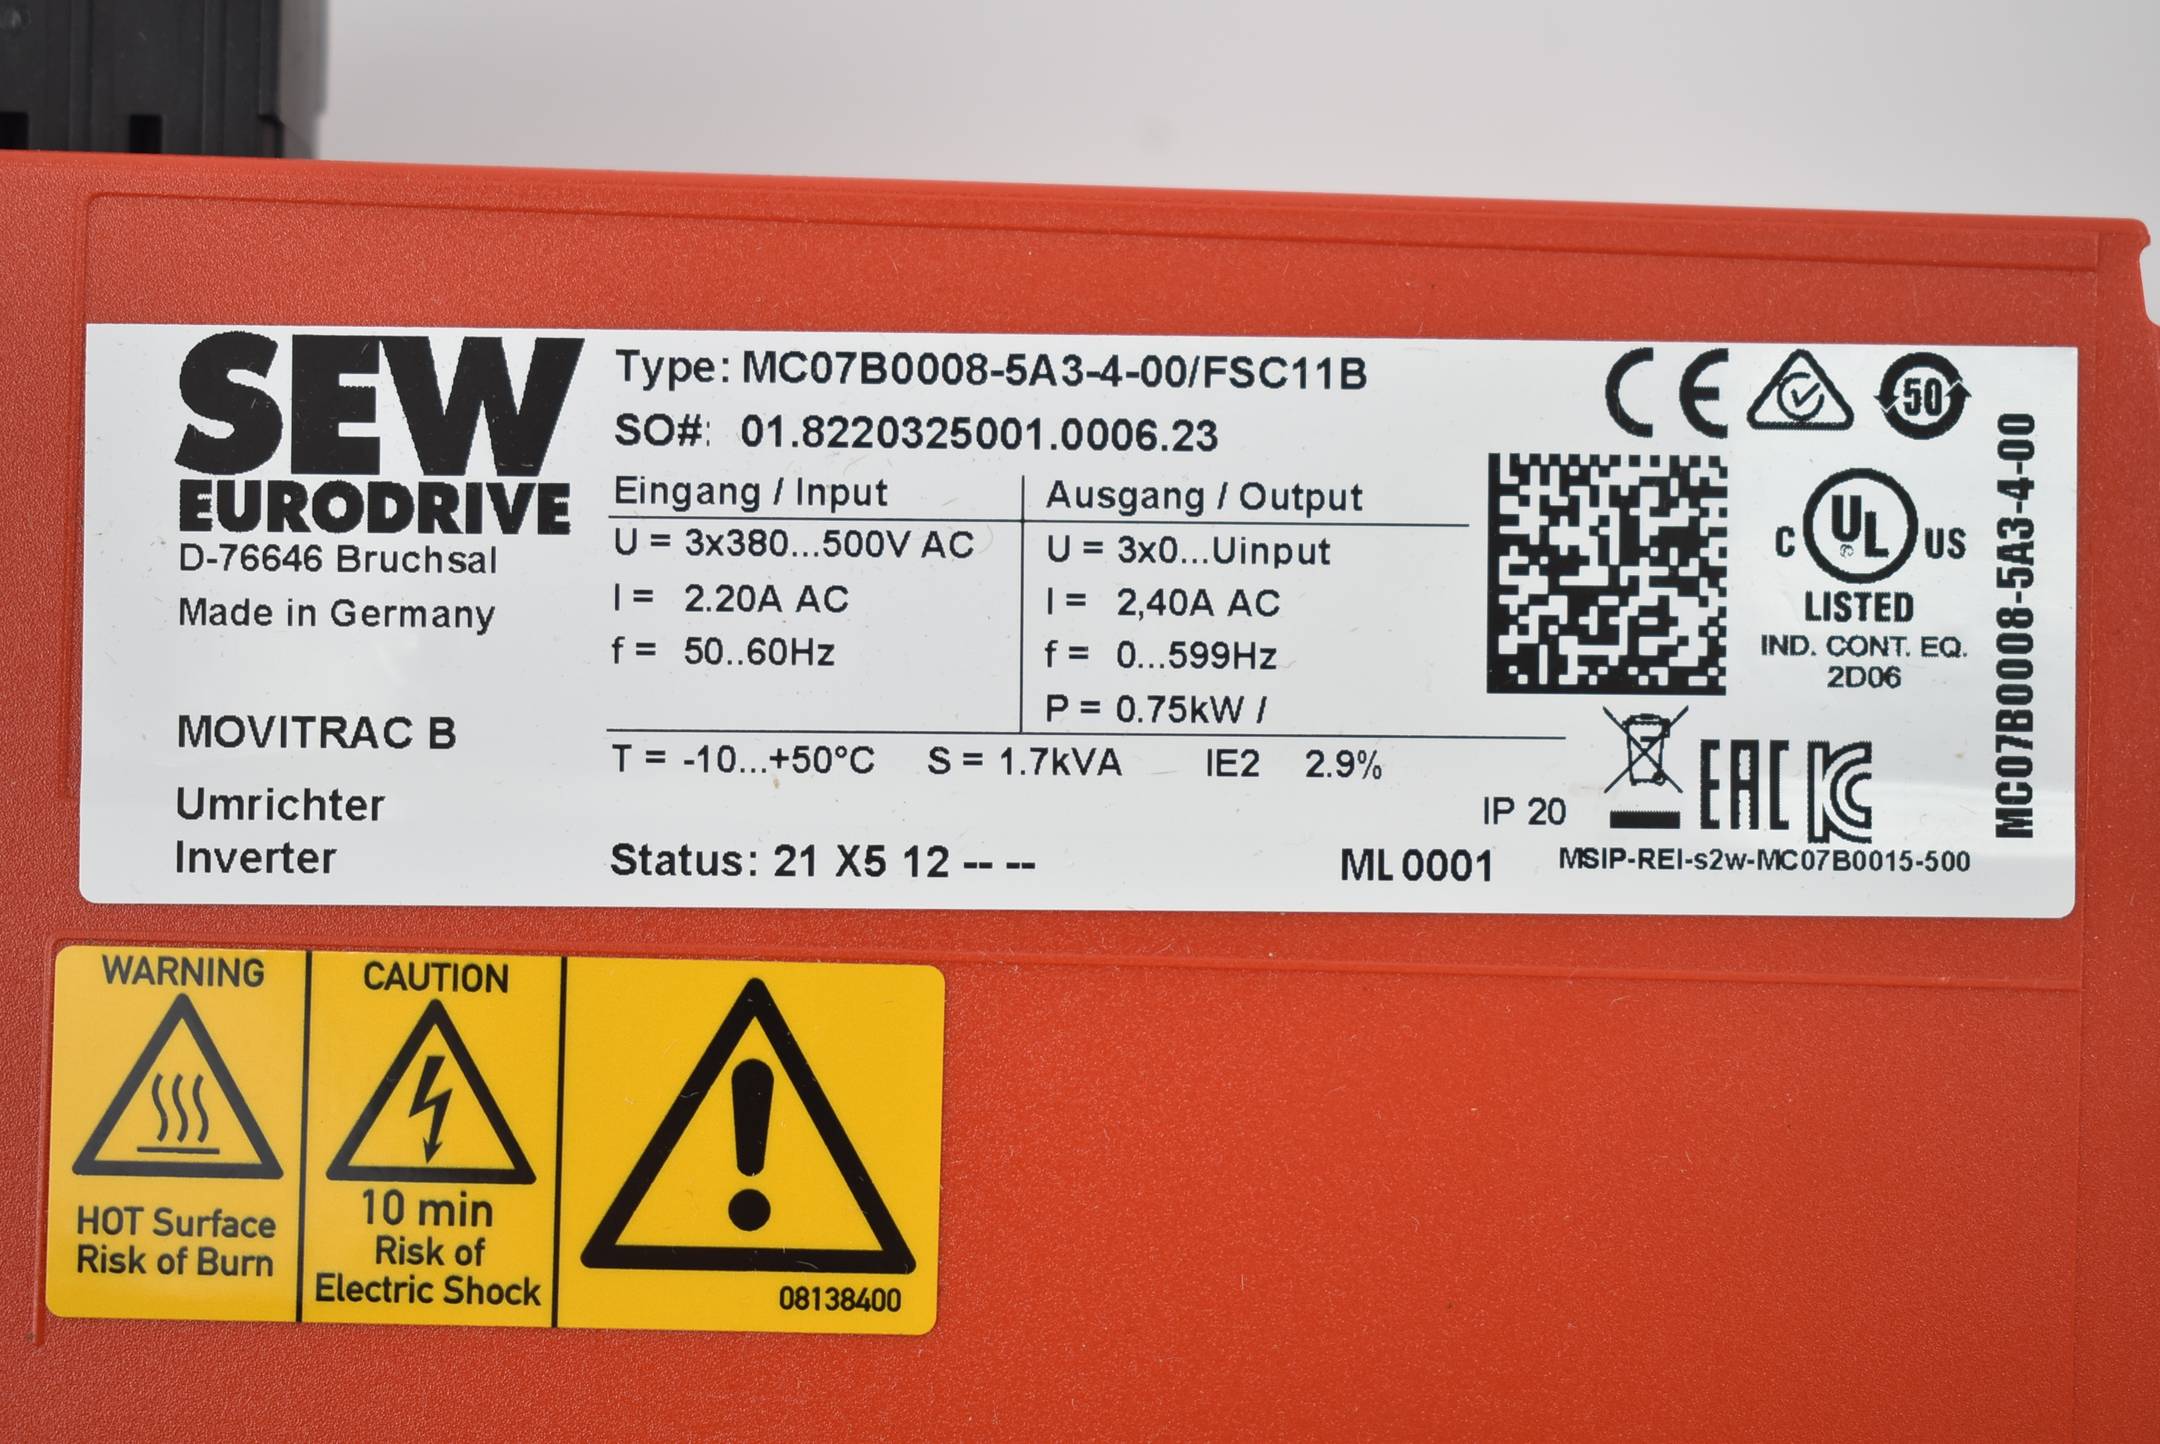 SEW
EURODRIVE
D-76646 Bruchsal
Made in Germany
MOVITRAC B
Umrichter
Inverter
Type: MC07B0008-5A3-4-00/FSC11B
SO#: 01.8220325001.0006.23
Eingang / Input
U = 3x380...500V AC
I = 2.20A AC
f = 50..60Hz
Ausgang / Output
U = 3x0...Uinput
I = 2,40A AC
f = 0...599Hz
P = 0.75kW /
T = -10...+50°C S = 1.7kVA IE2 2.9%
IP 20
Status: 21 X5 12 -- --
ML 0001
CE
50
C UL US
LISTED
IND. CONT. EQ.
2D06
EAC
MSIP-REI-s2w-MC07B0015-500
MC07B0008-5A3-4-00
WARNING
HOT Surface
Risk of Burn
CAUTION
10 min
Risk of
Electric Shock
08138400